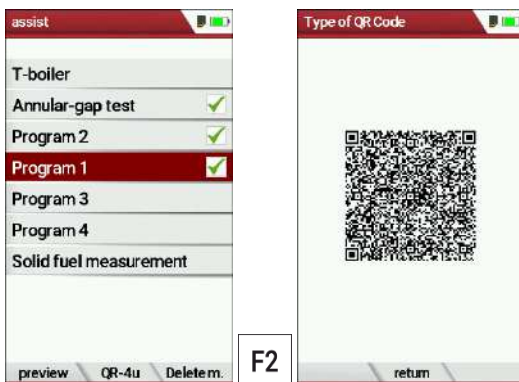 assist
T-boiler
Annular-gap test
Program 2
Program 1
Program 3
Program 4
Solid fuel measurement
preview QR-4u Delete m.
F2
Type of QR Code
return